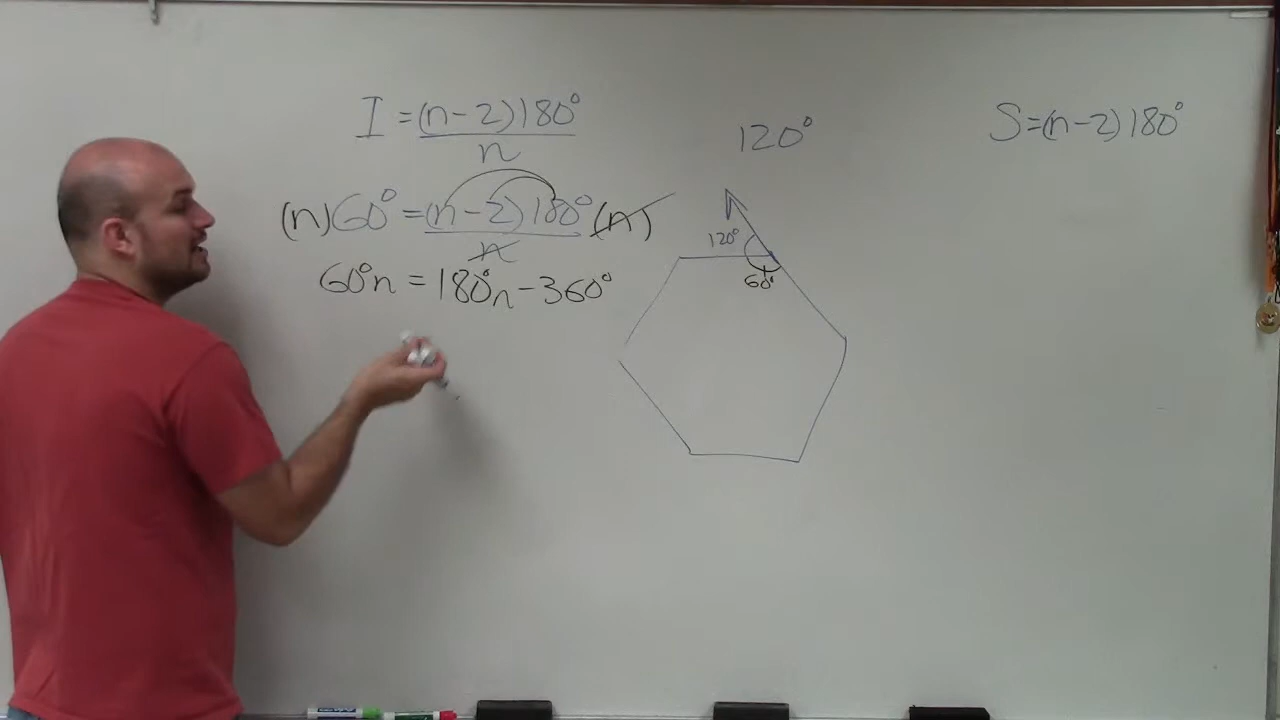 I = (n-2)180°
n
120°
S=(n-2)180°
(n)60° = (n-2)180° (n)
n
120°
60°
60°n = 180°n - 360°